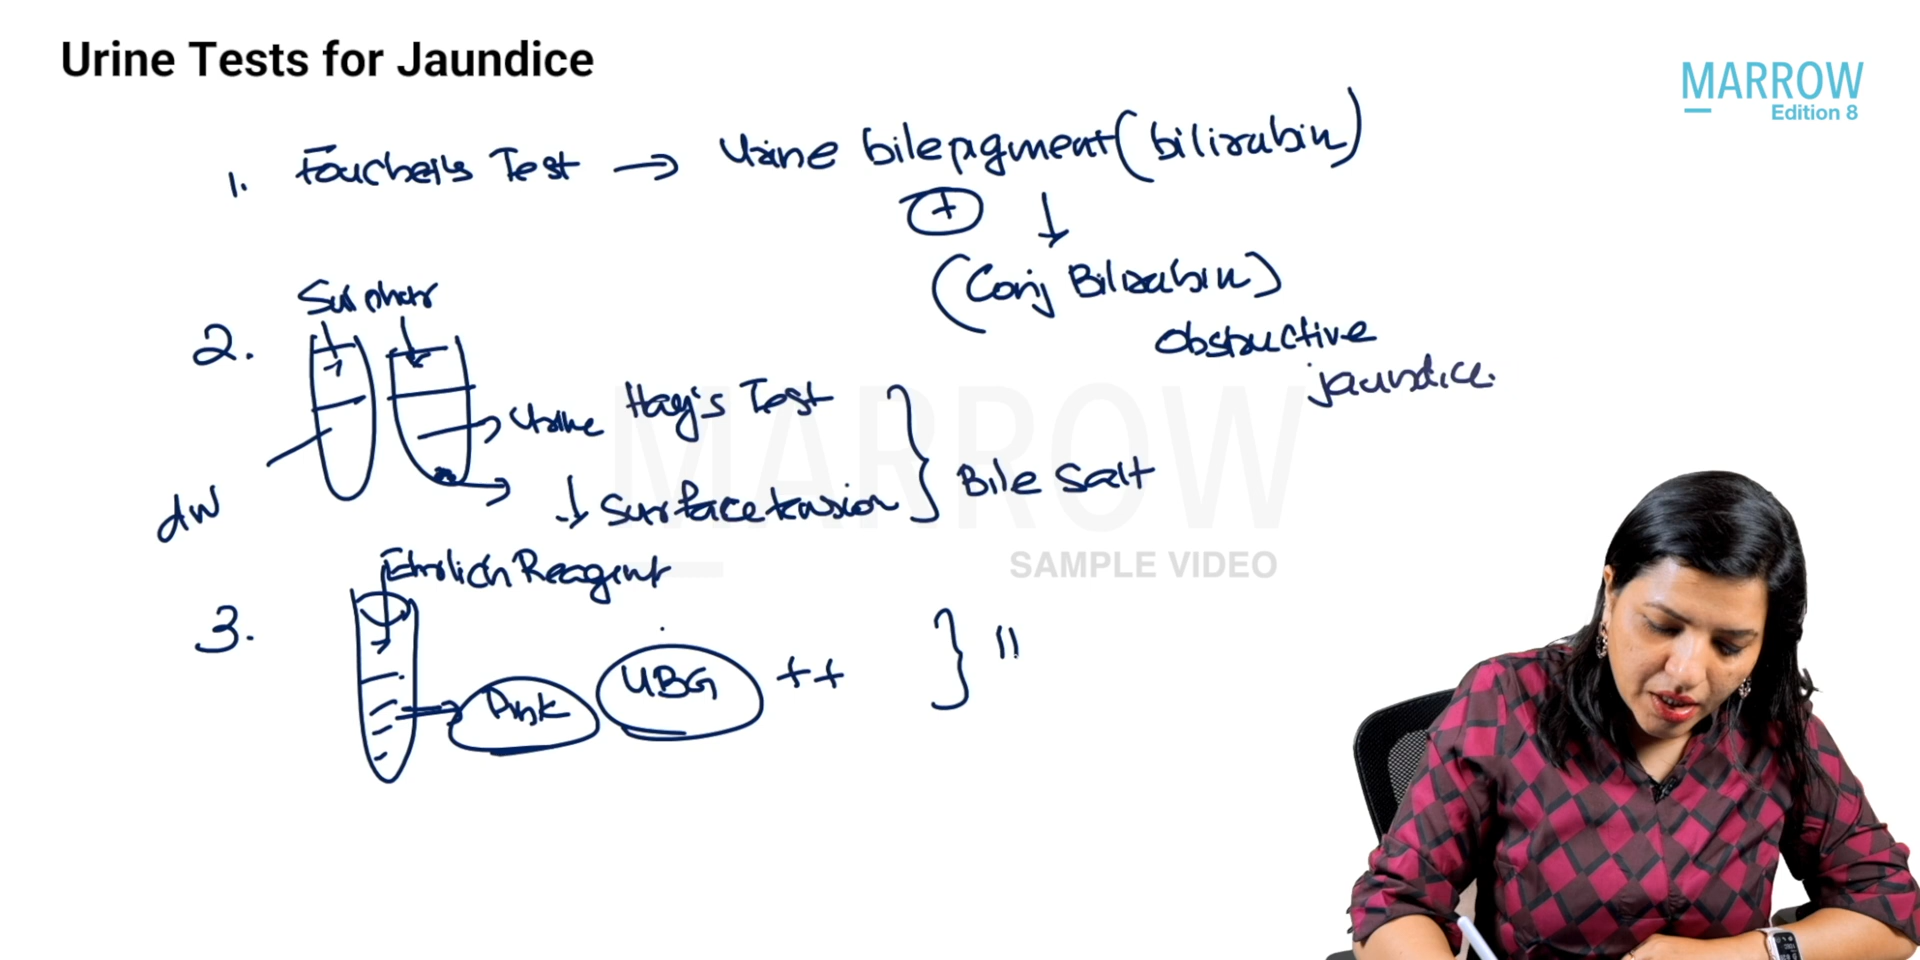 Urine Tests for Jaundice
MARROW
Edition 8
1. Fouchet's Test → Urine bilepigment (bilirubin)
+ ↓
(Conj Bilirubin)
Obstructive
jaundice.
2. Sulphur
Urine Hay's Test
dw ↓ Surface tension } Bile Salt
MARROW
SAMPLE VIDEO
Ehrlich Reagent
3. Pink UBG ++ } 11